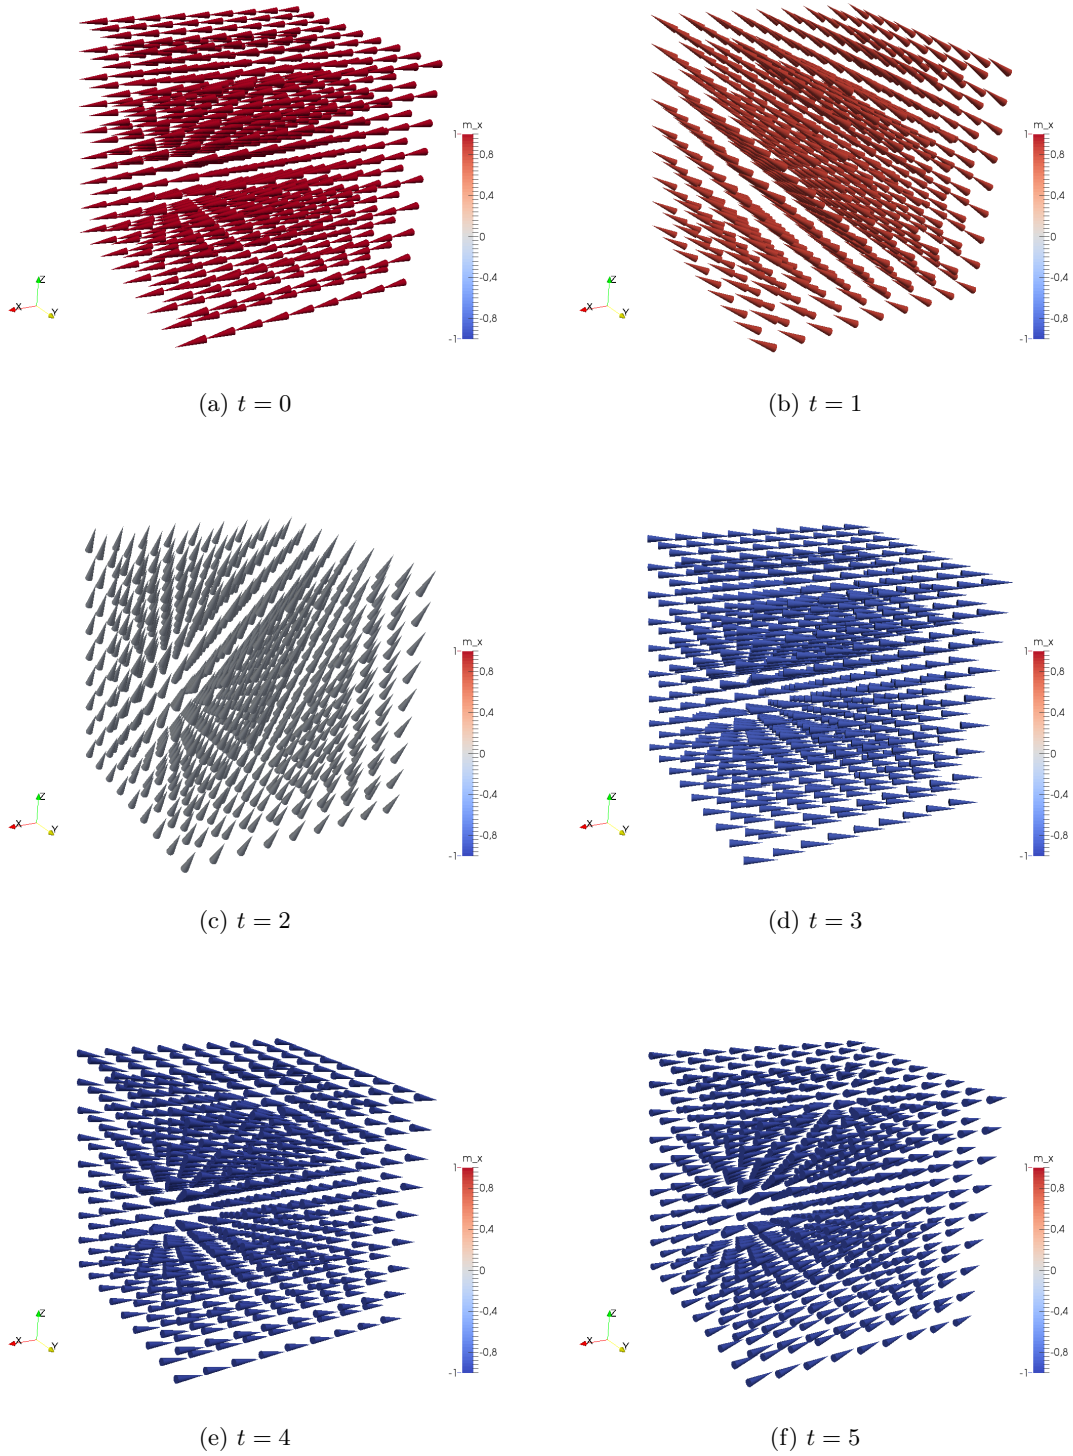 m_x
1
0,8
0,4
0
-0,4
-0,8
-1
Z
X
Y
(a) t = 0
m_x
1
0,8
0,4
0
-0,4
-0,8
-1
Z
X
Y
(b) t = 1
m_x
1
0,8
0,4
0
-0,4
-0,8
-1
Z
X
Y
(c) t = 2
m_x
1
0,8
0,4
0
-0,4
-0,8
-1
Z
X
Y
(d) t = 3
m_x
1
0,8
0,4
0
-0,4
-0,8
-1
Z
X
Y
(e) t = 4
m_x
1
0,8
0,4
0
-0,4
-0,8
-1
Z
X
Y
(f) t = 5